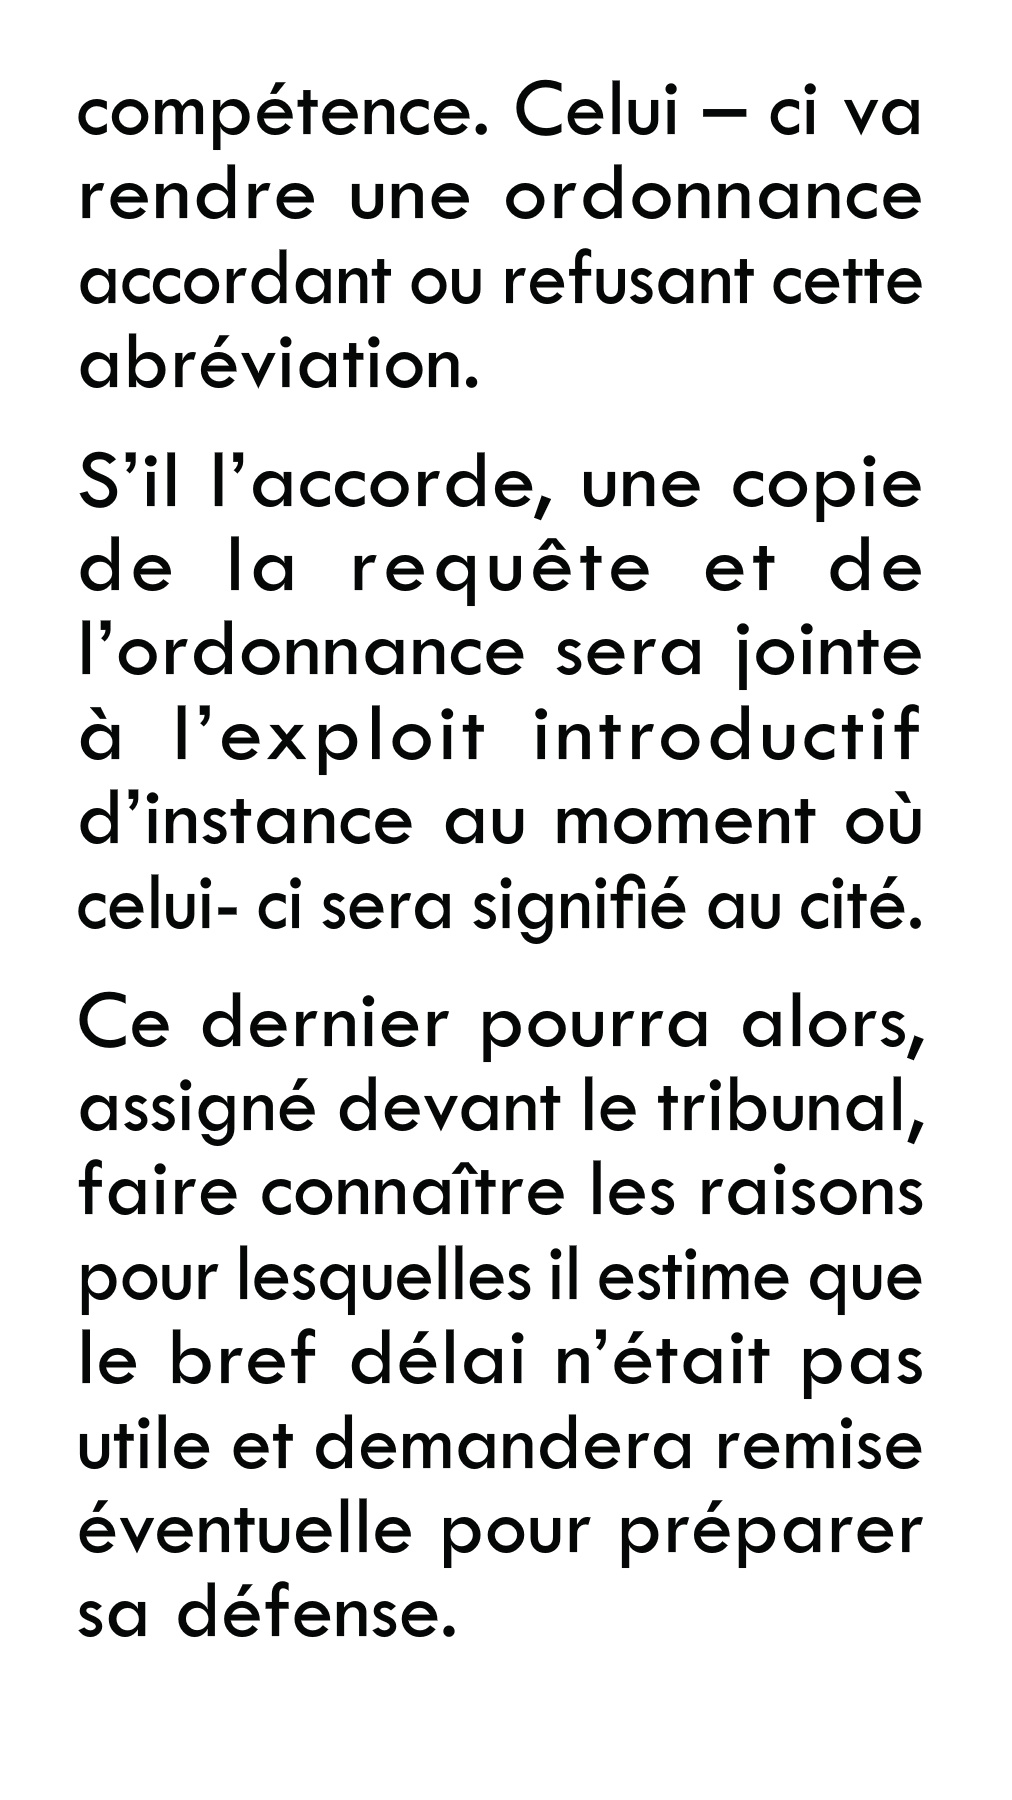 compétence. Celui – ci va
rendre une ordonnance
accordant ou refusant cette
abréviation.
S’il l’accorde, une copie
de la requête et de
l’ordonnance sera jointe
à l’exploit introductif
d’instance au moment où
celui- ci sera signifié au cité.
Ce dernier pourra alors,
assigné devant le tribunal,
faire connaître les raisons
pour lesquelles il estime que
le bref délai n’était pas
utile et demandera remise
éventuelle pour préparer
sa défense.